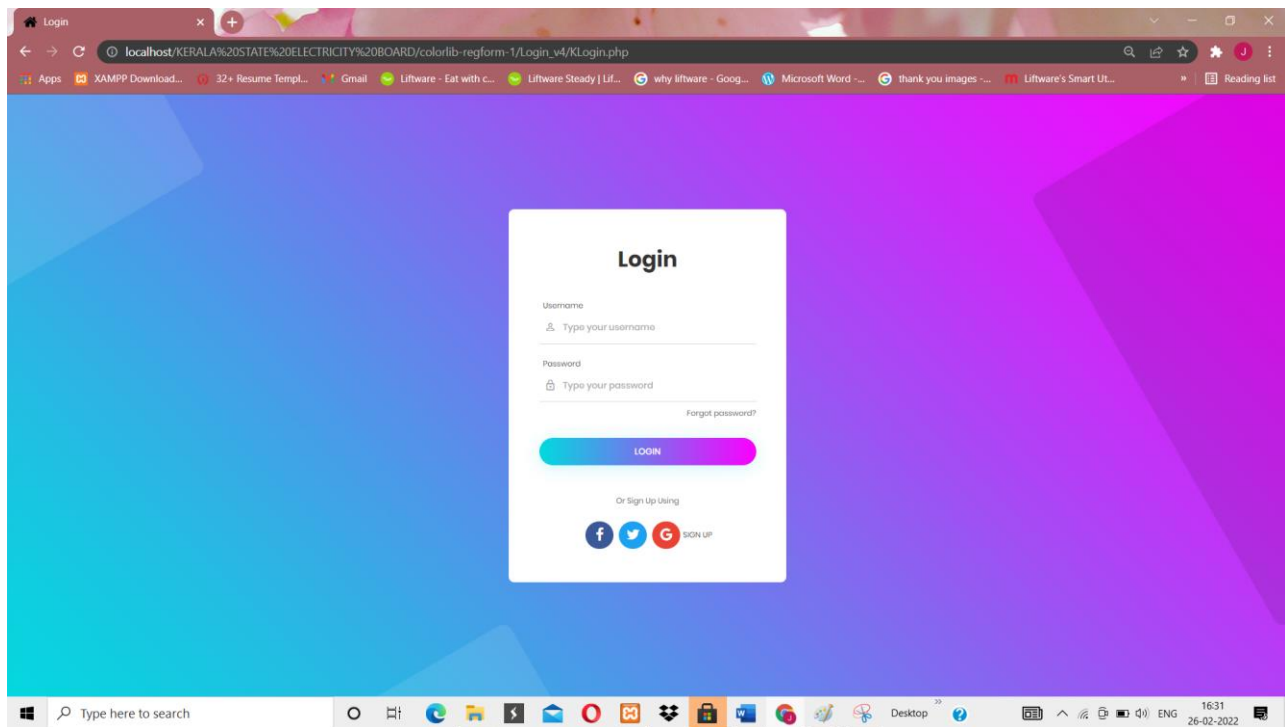 Login
localhost/KERALA%20STATE%20ELECTRICITY%20BOARD/colorlib-regform-1/Login_v4/KLogin.php
J
Apps XAMPP Download... 32+ Resume Templ... Gmail Liftware - Eat with c... Liftware Steady | Lif... why liftware - Goog... Microsoft Word -... thank you images -... Liftware's Smart Ut... » Reading list
Login
Username
Type your username
Password
Type your password
Forgot password?
LOGIN
Or Sign Up Using
f G SIGN UP
Type here to search Desktop » ENG 16:31
26-02-2022